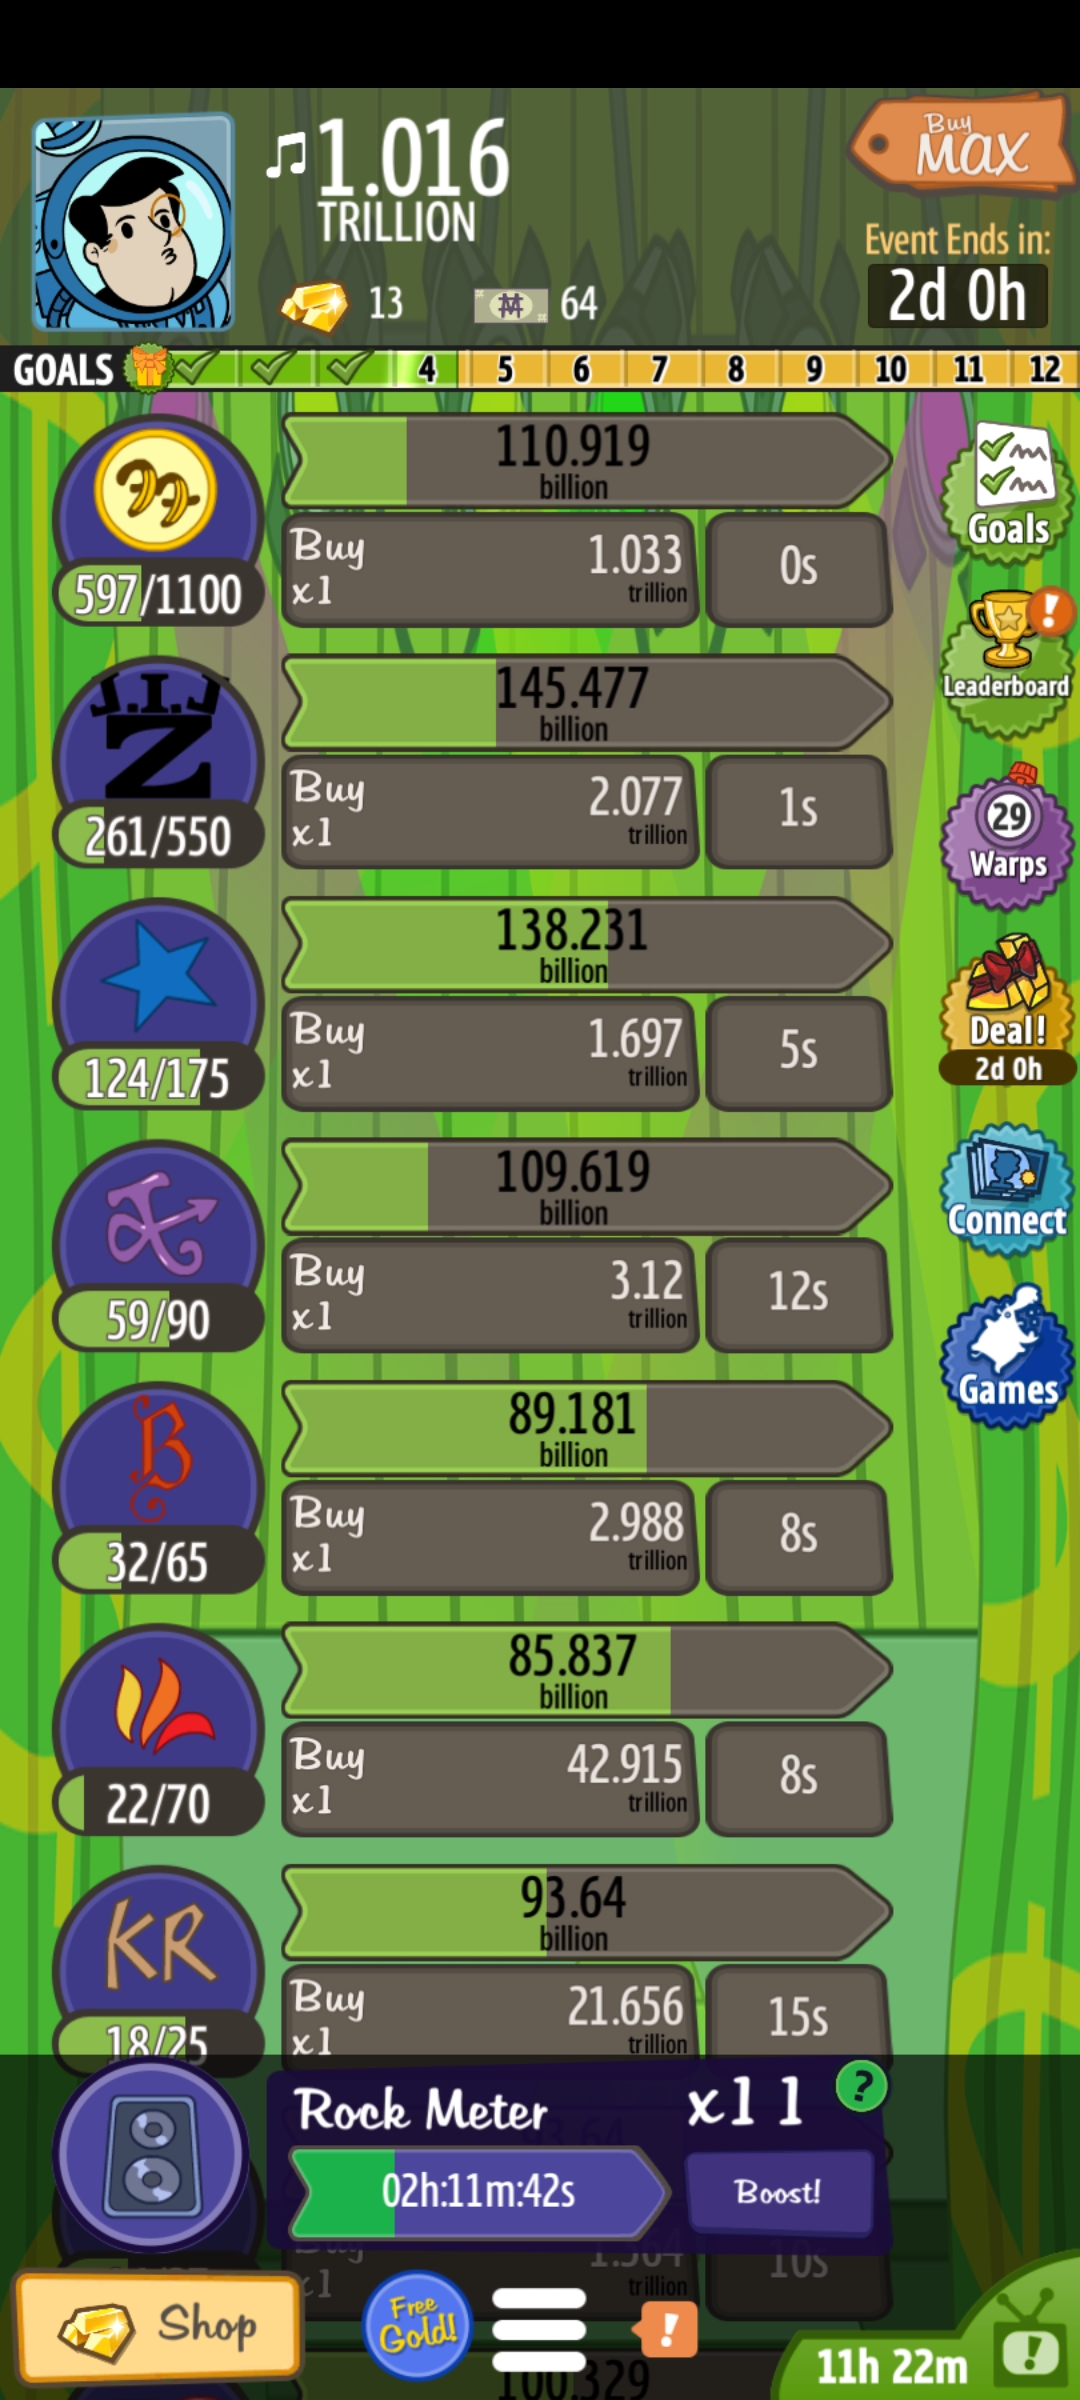 1.016
TRILLION
Buy
Max
Event Ends in:
2d 0h
13
64
GOALS 4 5 6 7 8 9 10 11 12
110.919
billion
Buy
x1
1.033
trillion
0s
597/1100
Goals
Leaderboard
J.I.J
Z
145.477
billion
Buy
x1
2.077
trillion
1s
261/550
29
Warps
138.231
billion
Buy
x1
1.697
trillion
5s
124/175
Deal!
2d 0h
109.619
billion
Buy
x1
3.12
trillion
12s
59/90
Connect
B
89.181
billion
Buy
x1
2.988
trillion
8s
32/65
Games
85.837
billion
Buy
x1
42.915
trillion
8s
22/70
KR
93.64
billion
Buy
x1
21.656
trillion
15s
18/25
Rock Meter
x11
?
02h:11m:42s
Boost!
Buy
x1
1.564
trillion
10s
Shop
Free
Gold!
!
11h 22m
100.329